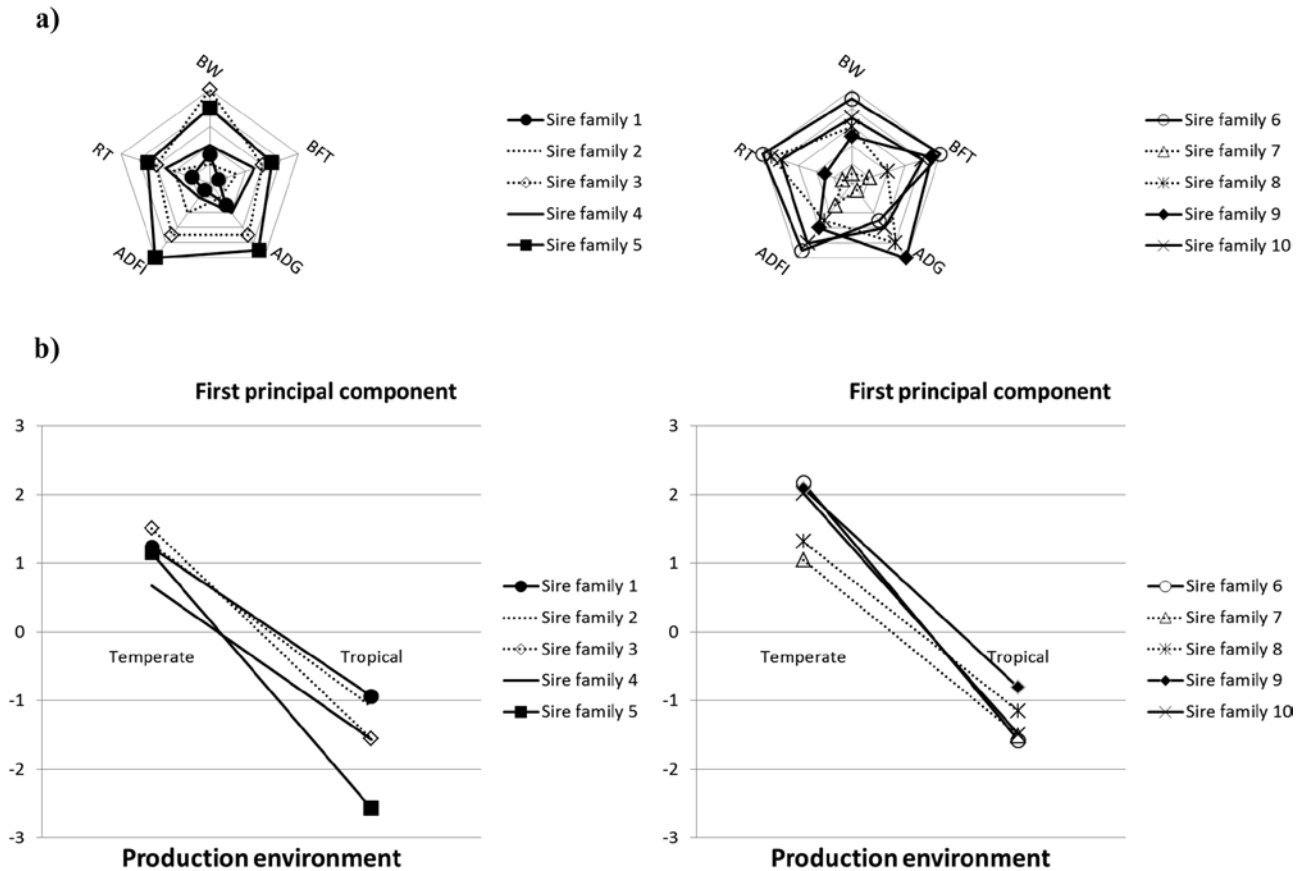 a)
BW
BFT
ADG
ADFI
RT
Sire family 1
Sire family 2
Sire family 3
Sire family 4
Sire family 5
BW
BFT
ADG
ADFI
RT
Sire family 6
Sire family 7
Sire family 8
Sire family 9
Sire family 10
b)
First principal component
3
2
1
0
-1
-2
-3
Temperate
Tropical
Sire family 1
Sire family 2
Sire family 3
Sire family 4
Sire family 5
Production environment
First principal component
3
2
1
0
-1
-2
-3
Temperate
Tropical
Sire family 6
Sire family 7
Sire family 8
Sire family 9
Sire family 10
Production environment